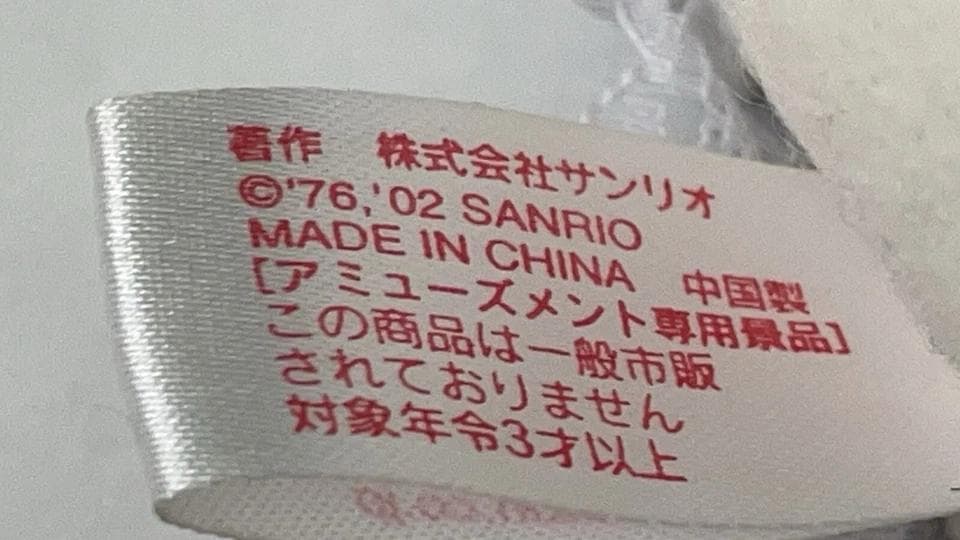 著作　株式会社サンリオ
©'76,'02 SANRIO
MADE IN CHINA　中国製
[アミューズメント専用景品]
この商品は一般市販
されておりません
対象年令3才以上